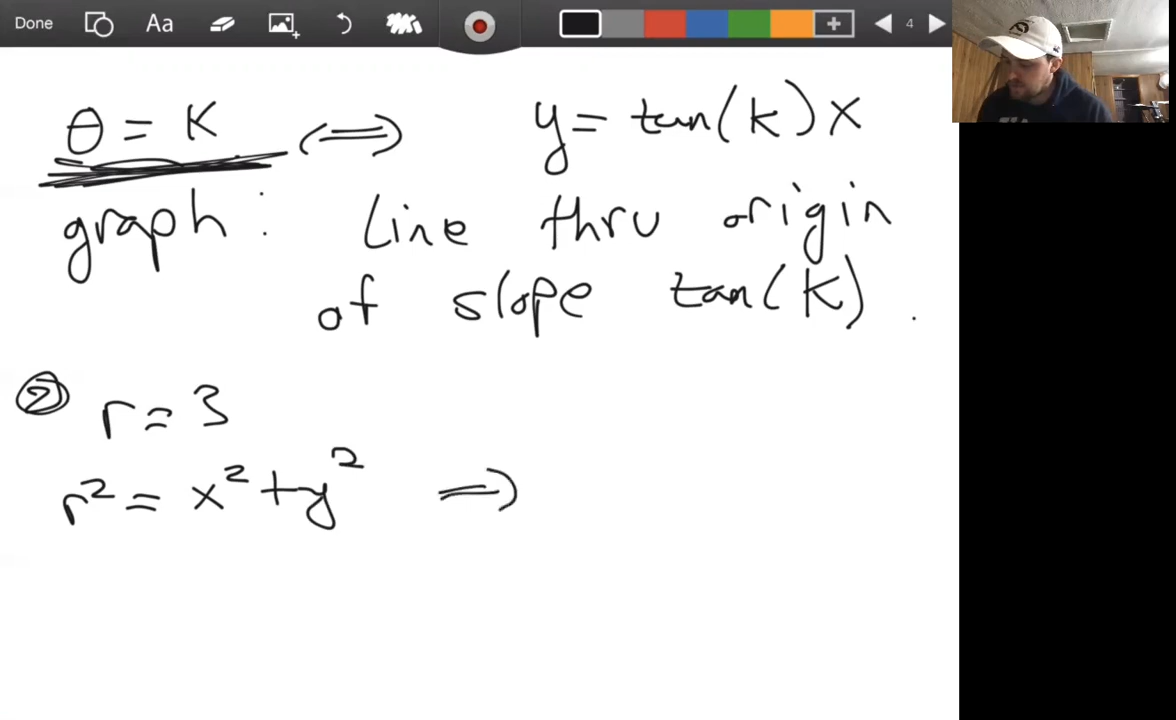 Done Aa 4
θ = K ⟺ y = tan(k) x
graph : Line thru origin
of slope tan(K) .
② r = 3
r² = x² + y² ⟹